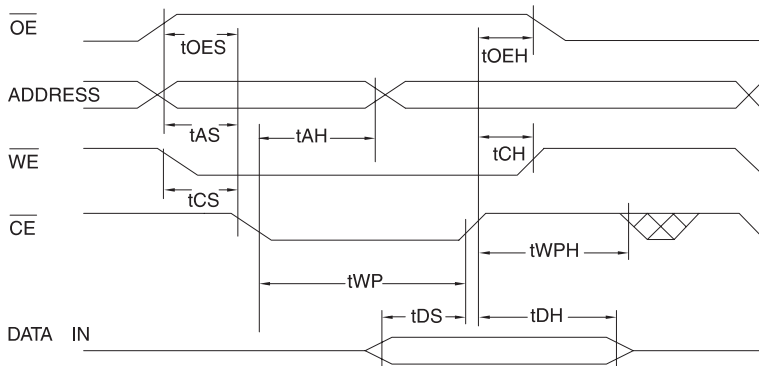 OE
tOES
tOEH
ADDRESS
tAS
tAH
tCH
WE
tCS
CE
tWPH
tWP
tDS
tDH
DATA IN